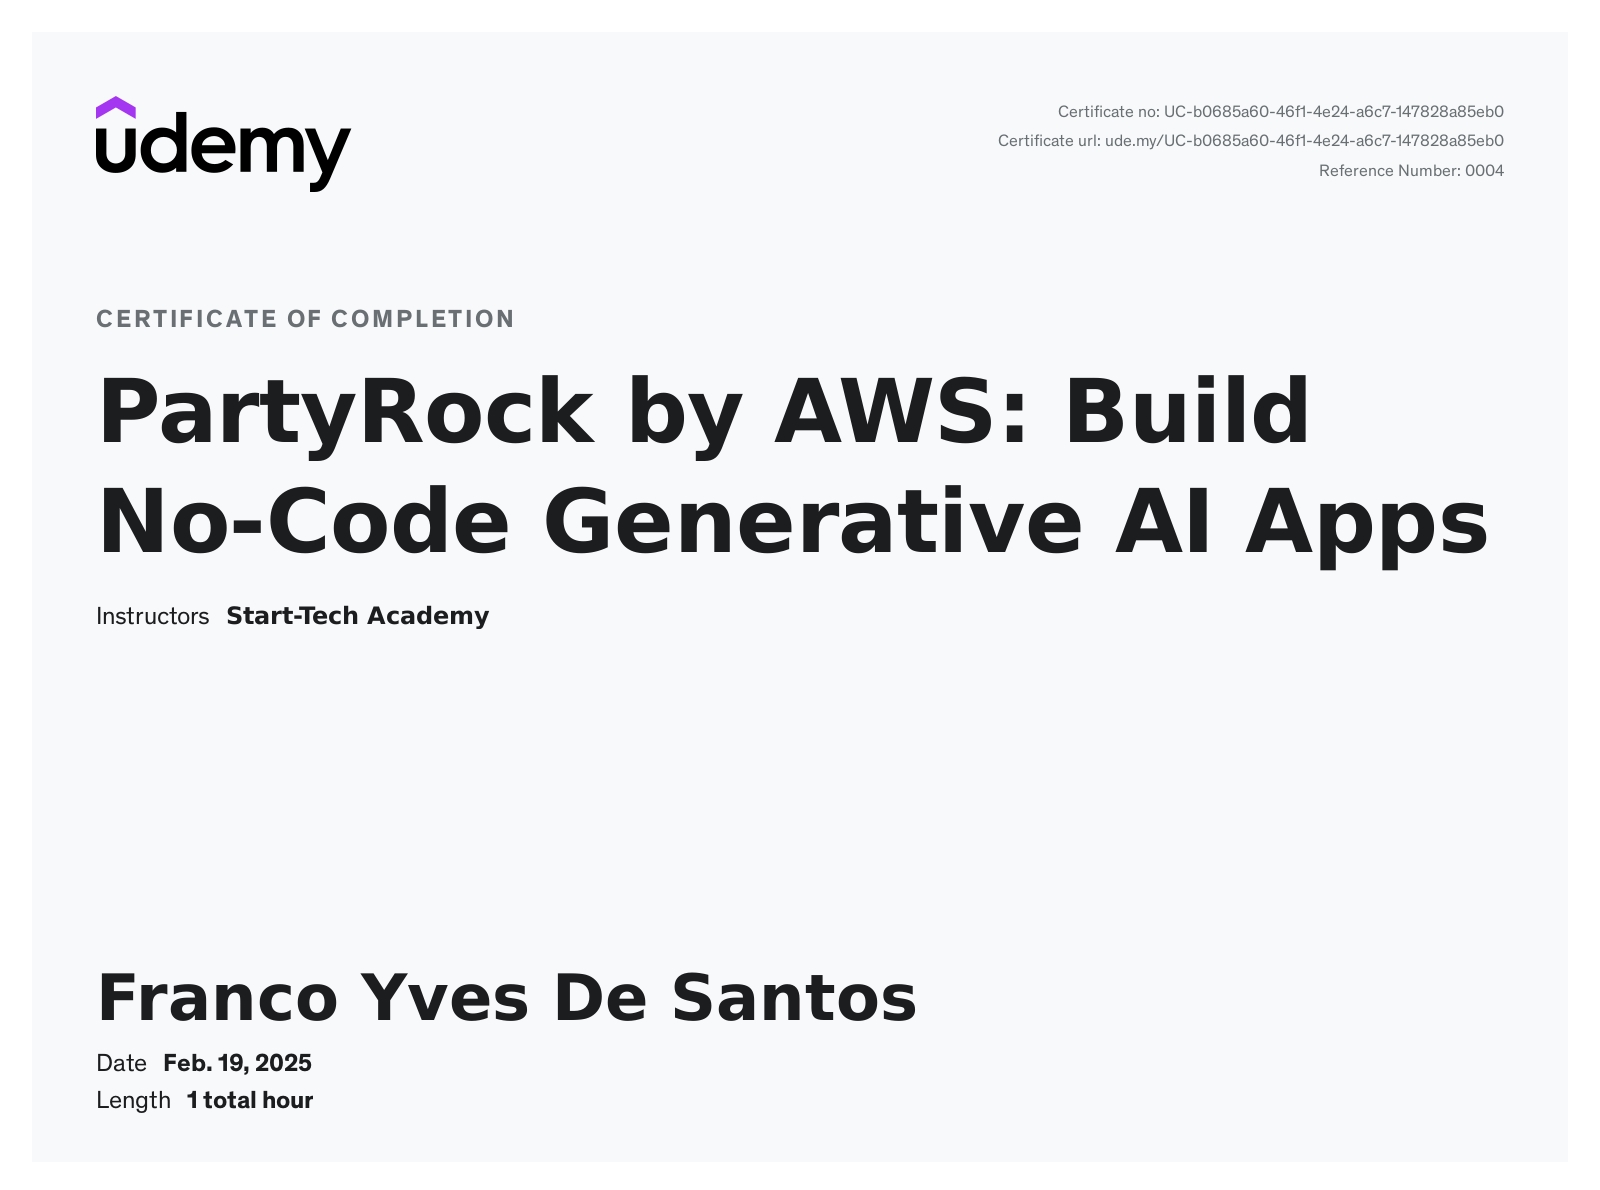 udemy
Certificate no: UC-b0685a60-46f1-4e24-a6c7-147828a85eb0
Certificate url: ude.my/UC-b0685a60-46f1-4e24-a6c7-147828a85eb0
Reference Number: 0004
CERTIFICATE OF COMPLETION
PartyRock by AWS: Build
No-Code Generative AI Apps
Instructors Start-Tech Academy
Franco Yves De Santos
Date Feb. 19, 2025
Length 1 total hour